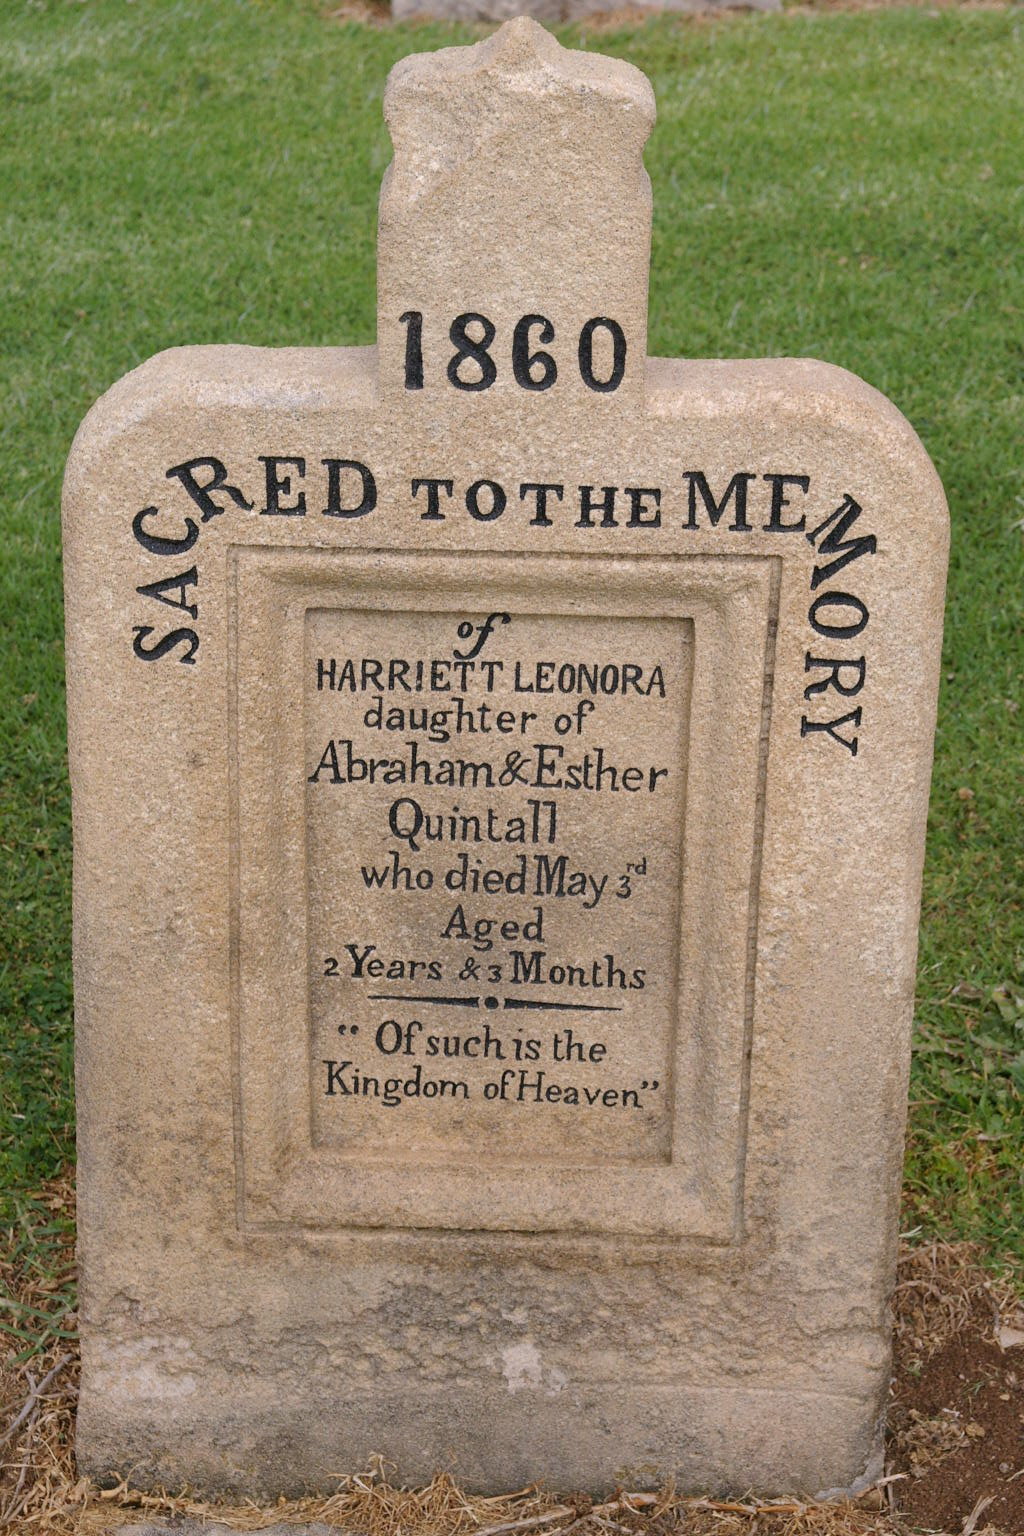 1860
SACRED TO THE MEMORY
of
HARRIETT LEONORA
daughter of
Abraham & Esther
Quintall
who died May 3rd
Aged
2 Years & 3 Months
“ Of such is the
Kingdom of Heaven”